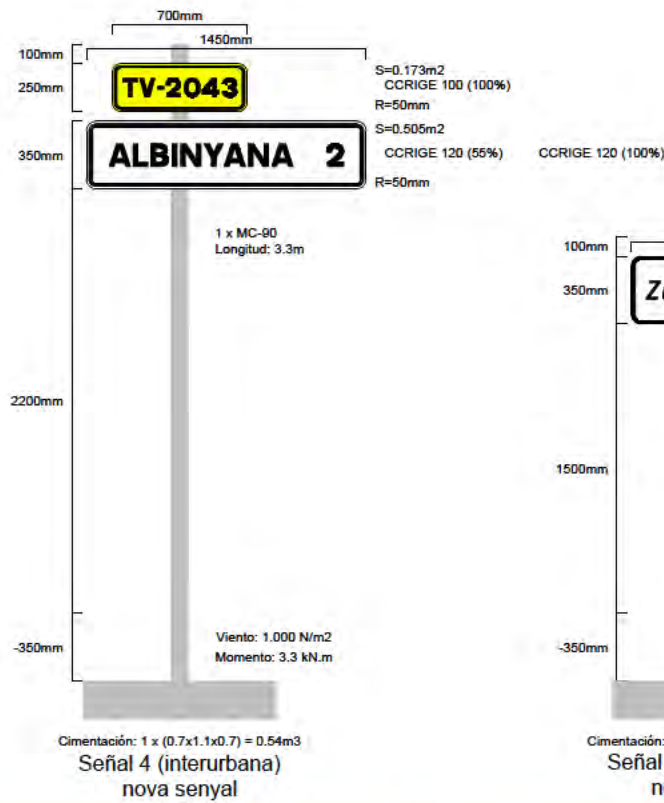 700mm
1450mm
100mm
250mm
TV-2043
S=0.173m2
CCRIGE 100 (100%)
R=50mm
350mm
ALBINYANA 2
S=0.505m2
CCRIGE 120 (55%)
R=50mm
1 x MC-90
Longitud: 3.3m
2200mm
-350mm
Viento: 1.000 N/m2
Momento: 3.3 kN.m
Cimentación: 1 x (0.7x1.1x0.7) = 0.54m3
Señal 4 (interurbana)
nova senyal
CCRIGE 120 (100%)
100mm
350mm
1500mm
-350mm
Cimentación:
Señal